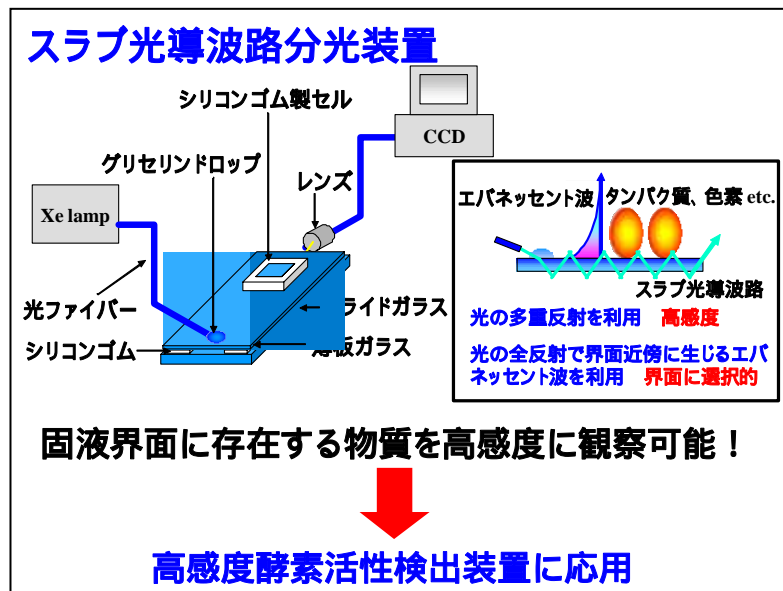 スラブ光導波路分光装置
シリコンゴム製セル
CCD
グリセリンドロップ
レンズ
Xe lamp
エバネッセント波
タンパク質、色素 etc.
スラブ光導波路
光ファイバー
ライドガラス
シリコンゴム
薄板ガラス
光の多重反射を利用 高感度
光の全反射で界面近傍に生じるエバ
ネッセント波を利用 界面に選択的
固液界面に存在する物質を高感度に観察可能！
高感度酵素活性検出装置に応用